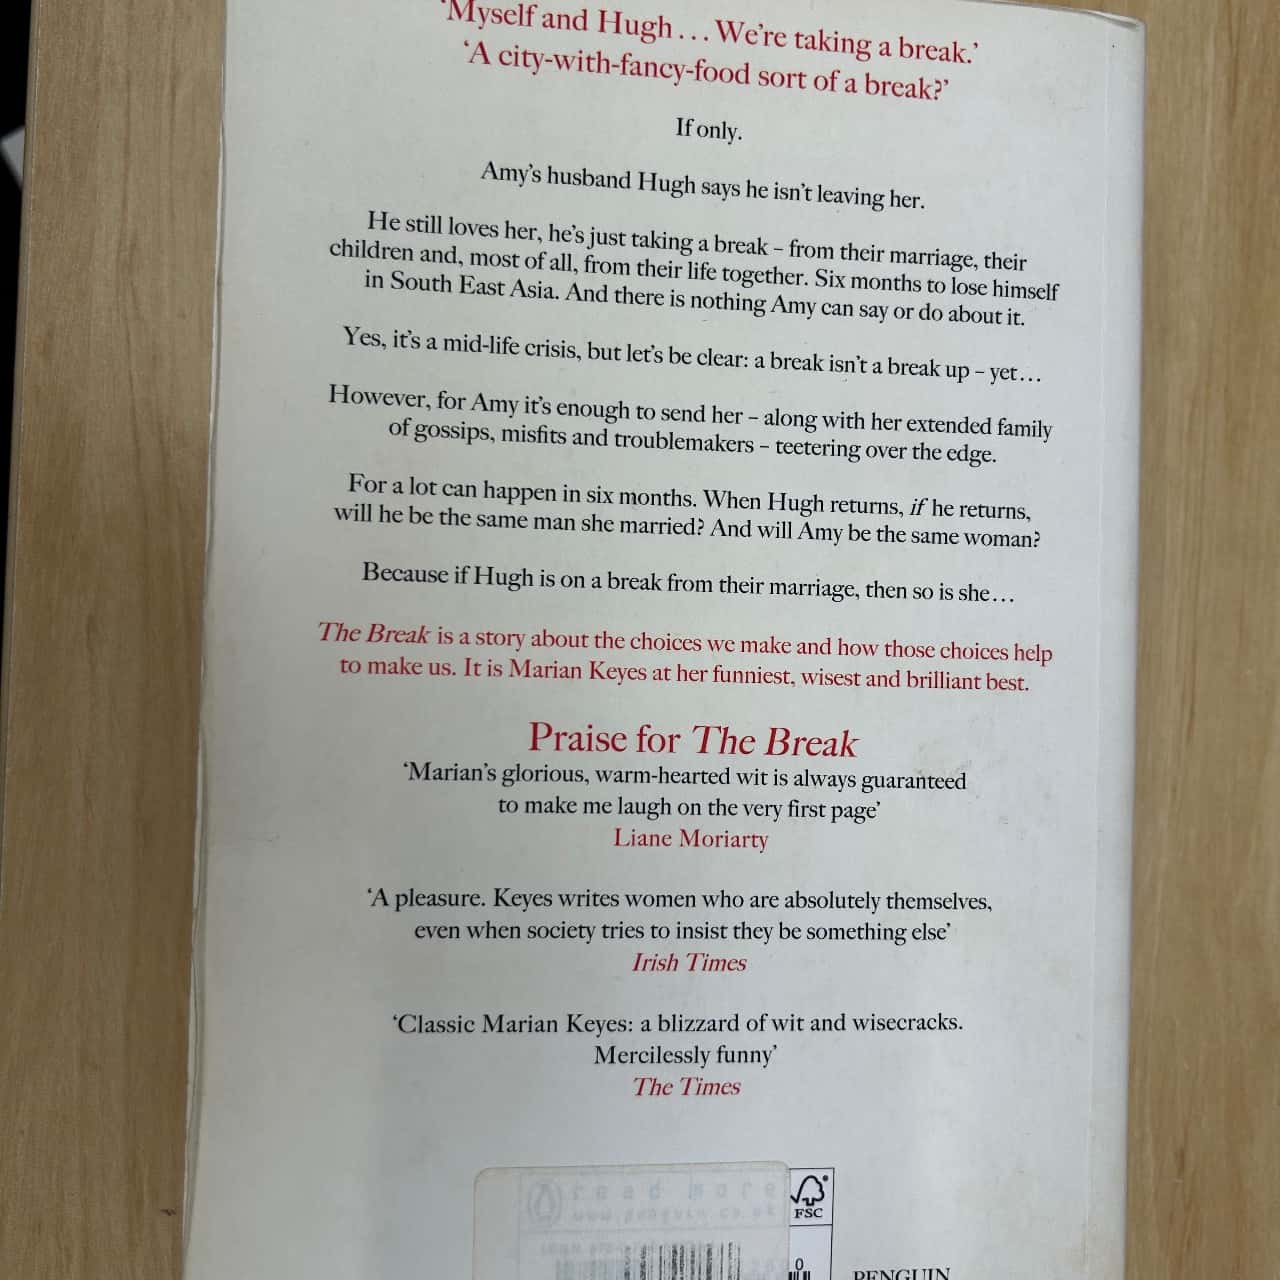 ‘Myself and Hugh... We’re taking a break.’
‘A city-with-fancy-food sort of a break?’
If only.
Amy’s husband Hugh says he isn’t leaving her.
He still loves her, he’s just taking a break – from their marriage, their
children and, most of all, from their life together. Six months to lose himself
in South East Asia. And there is nothing Amy can say or do about it.
Yes, it’s a mid-life crisis, but let’s be clear: a break isn’t a break up – yet...
However, for Amy it’s enough to send her – along with her extended family
of gossips, misfits and troublemakers – teetering over the edge.
For a lot can happen in six months. When Hugh returns, if he returns,
will he be the same man she married? And will Amy be the same woman?
Because if Hugh is on a break from their marriage, then so is she...
The Break is a story about the choices we make and how those choices help
to make us. It is Marian Keyes at her funniest, wisest and brilliant best.
Praise for The Break
‘Marian’s glorious, warm-hearted wit is always guaranteed
to make me laugh on the very first page’
Liane Moriarty
‘A pleasure. Keyes writes women who are absolutely themselves,
even when society tries to insist they be something else’
Irish Times
‘Classic Marian Keyes: a blizzard of wit and wisecracks.
Mercilessly funny’
The Times
read more
www.penguin.co.uk
FSC
0
PENGUIN